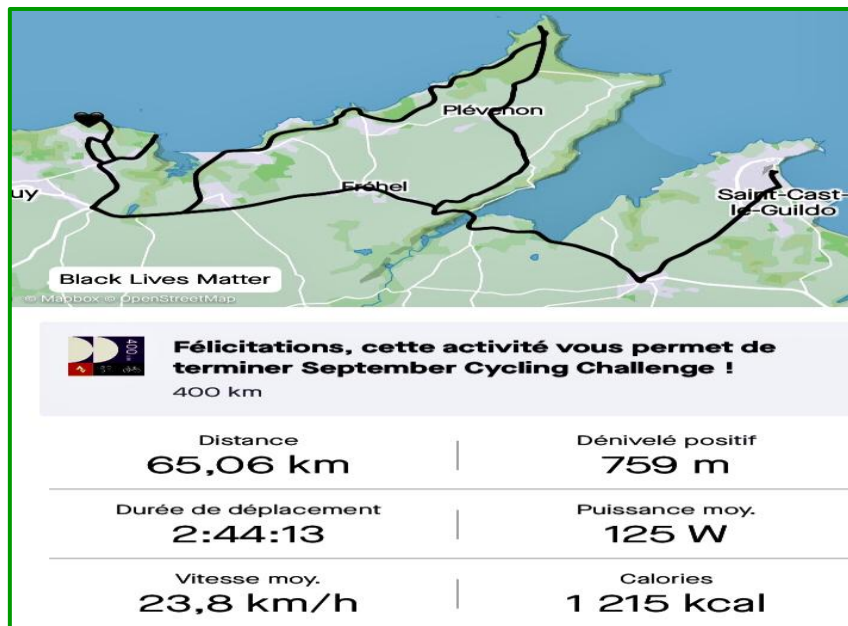 Plévenon
Fréhel
uy
Saint-Cast-
le-Guildo
Black Lives Matter
© Mapbox © OpenStreetMap
400
Félicitations, cette activité vous permet de
terminer September Cycling Challenge !
400 km
Distance
65,06 km
Dénivelé positif
759 m
Durée de déplacement
2:44:13
Puissance moy.
125 W
Vitesse moy.
23,8 km/h
Calories
1 215 kcal